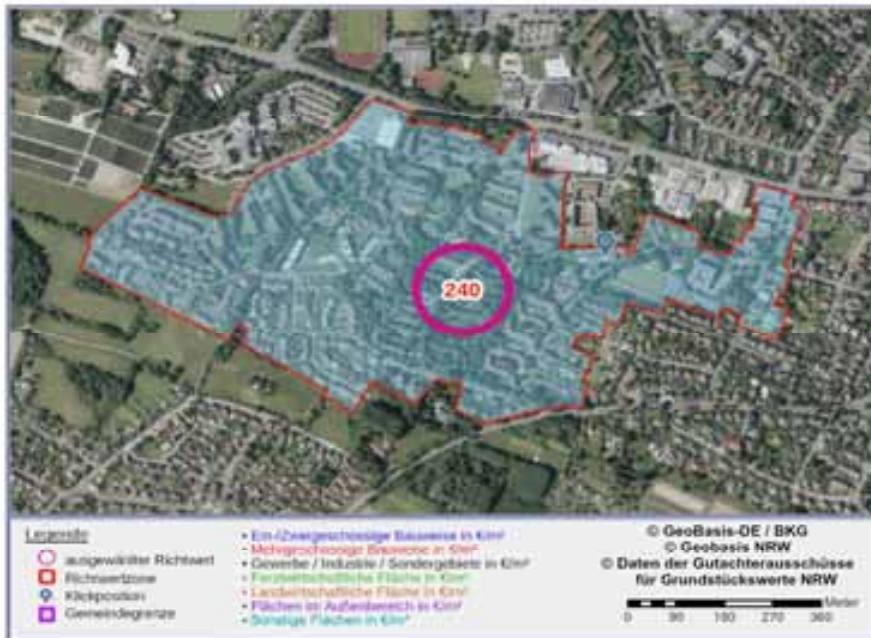 240
Legende
ausgewählter Richtwert
Richtwertzone
Klickposition
Gemeindegrenze
• Ein-/Zweigeschossige Bauweise in €/m²
• Mehrgeschossige Bauweise in €/m²
• Gewerbe / Industrie / Sondergebiete in €/m²
• Forstwirtschaftliche Fläche in €/m²
• Landwirtschaftliche Fläche in €/m²
• Flächen im Außenbereich in €/m²
• Sonstige Flächen in €/m²
© GeoBasis-DE / BKG
© Geobasis NRW
© Daten der Gutachterausschüsse
für Grundstückswerte NRW
Meter
0 90 180 270 360